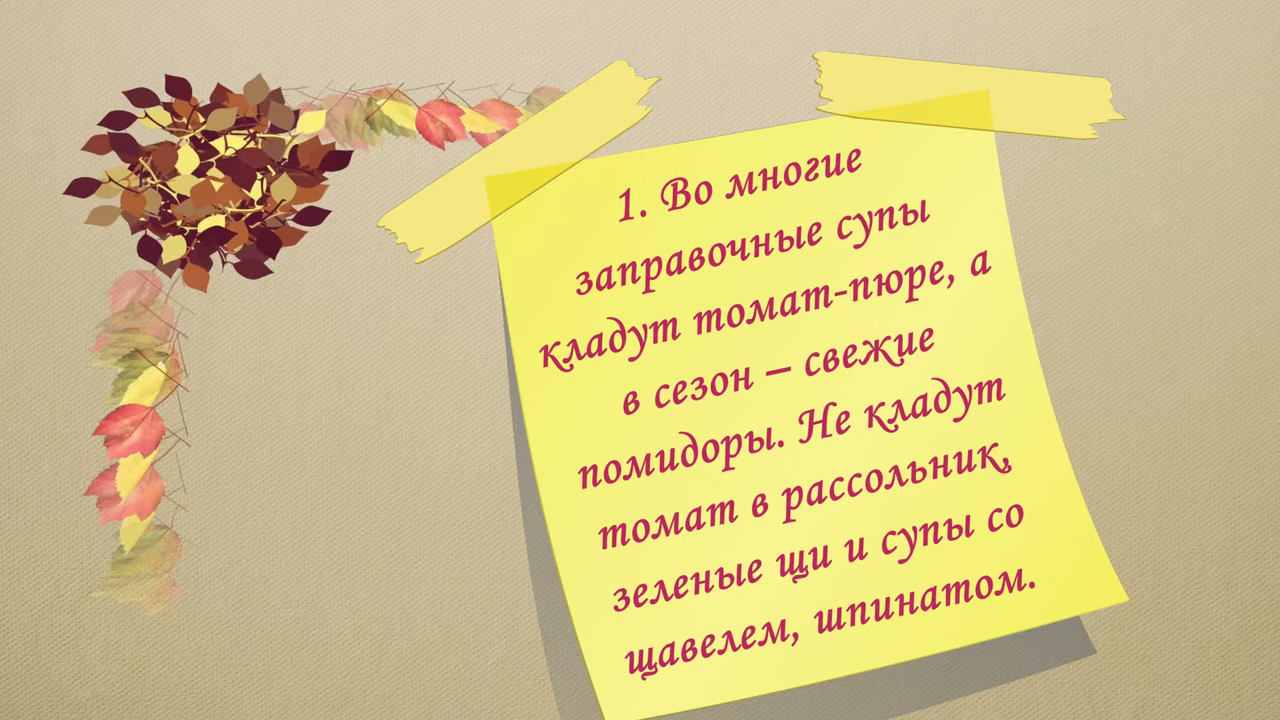 1. Во многие
заправочные супы
кладут томат-пюре, а
в сезон – свежие
помидоры. Не кладут
томат в рассольник,
зеленые щи и супы со
щавелем, шпинатом.